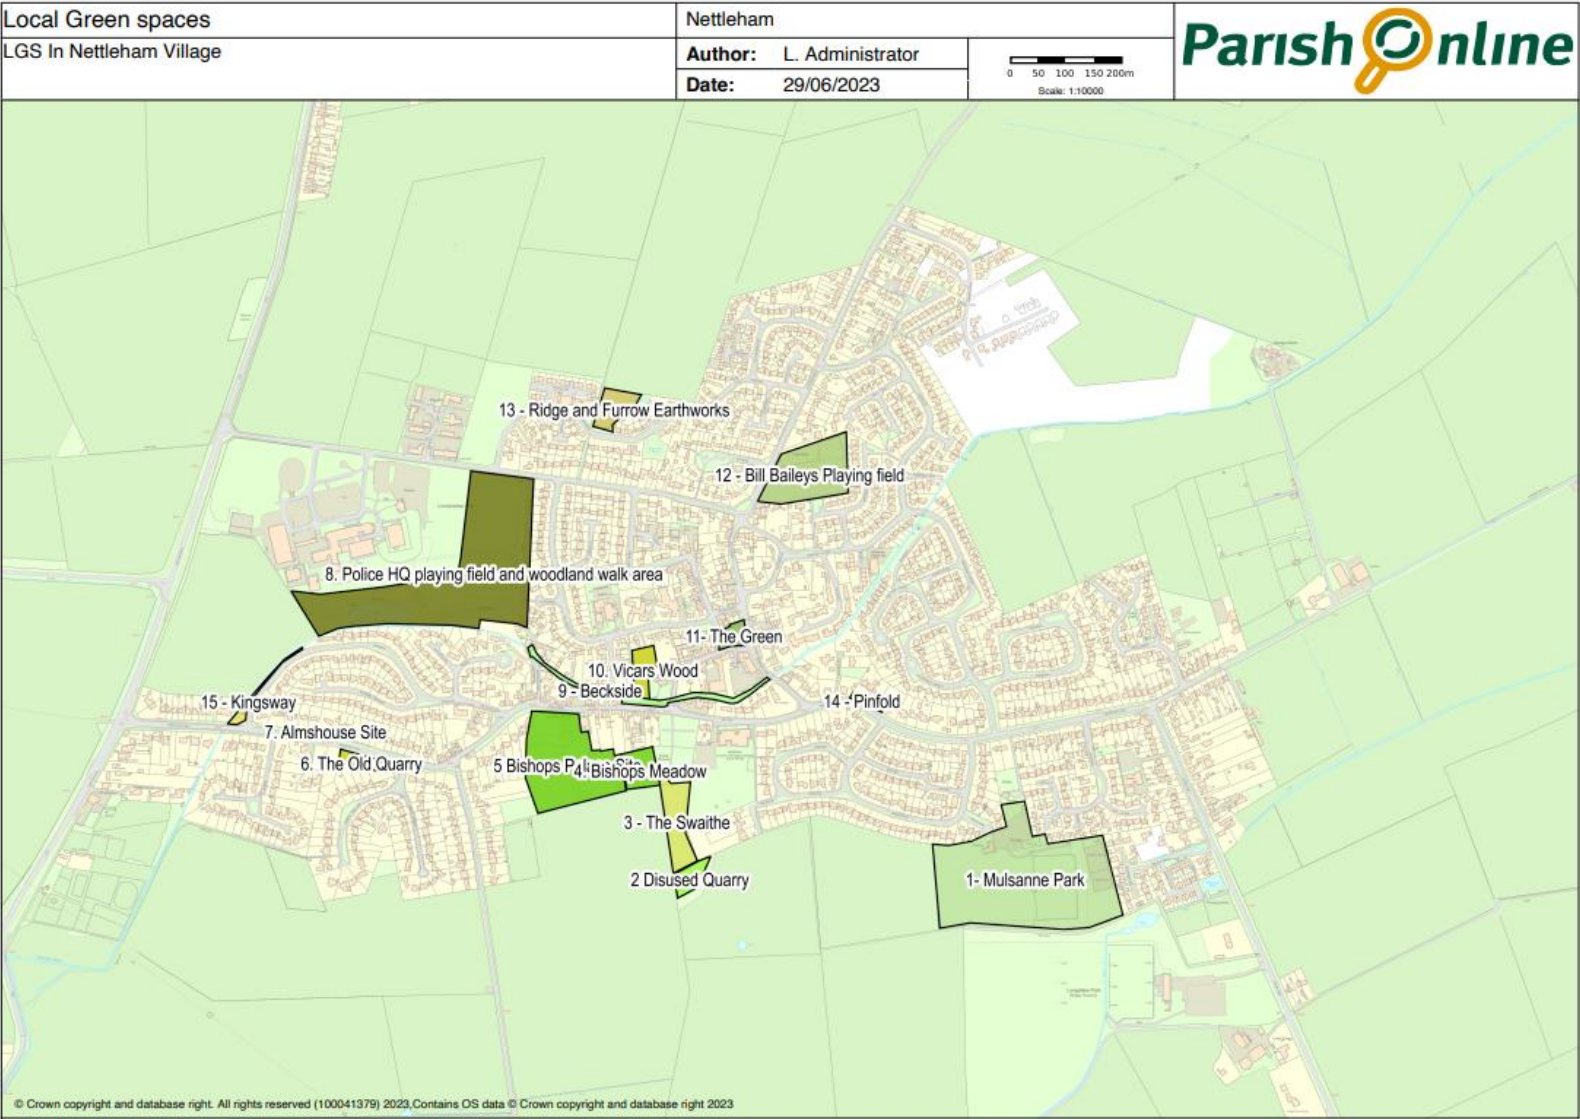 Local Green spaces
LGS In Nettleham Village
Nettleham
Author: L. Administrator
Date: 29/06/2023
0 50 100 150 200m
Scale: 1:10000
Parish Online
13 - Ridge and Furrow Earthworks
12 - Bill Baileys Playing field
8. Police HQ playing field and woodland walk area
11- The Green
10. Vicars Wood
9 - Beckside
15 - Kingsway
14 - Pinfold
7. Almshouse Site
6. The Old Quarry
5 Bishops Palace Site
4. Bishops Meadow
3 - The Swaithe
2 Disused Quarry
1- Mulsanne Park
© Crown copyright and database right. All rights reserved (100041379) 2023,Contains OS data © Crown copyright and database right 2023